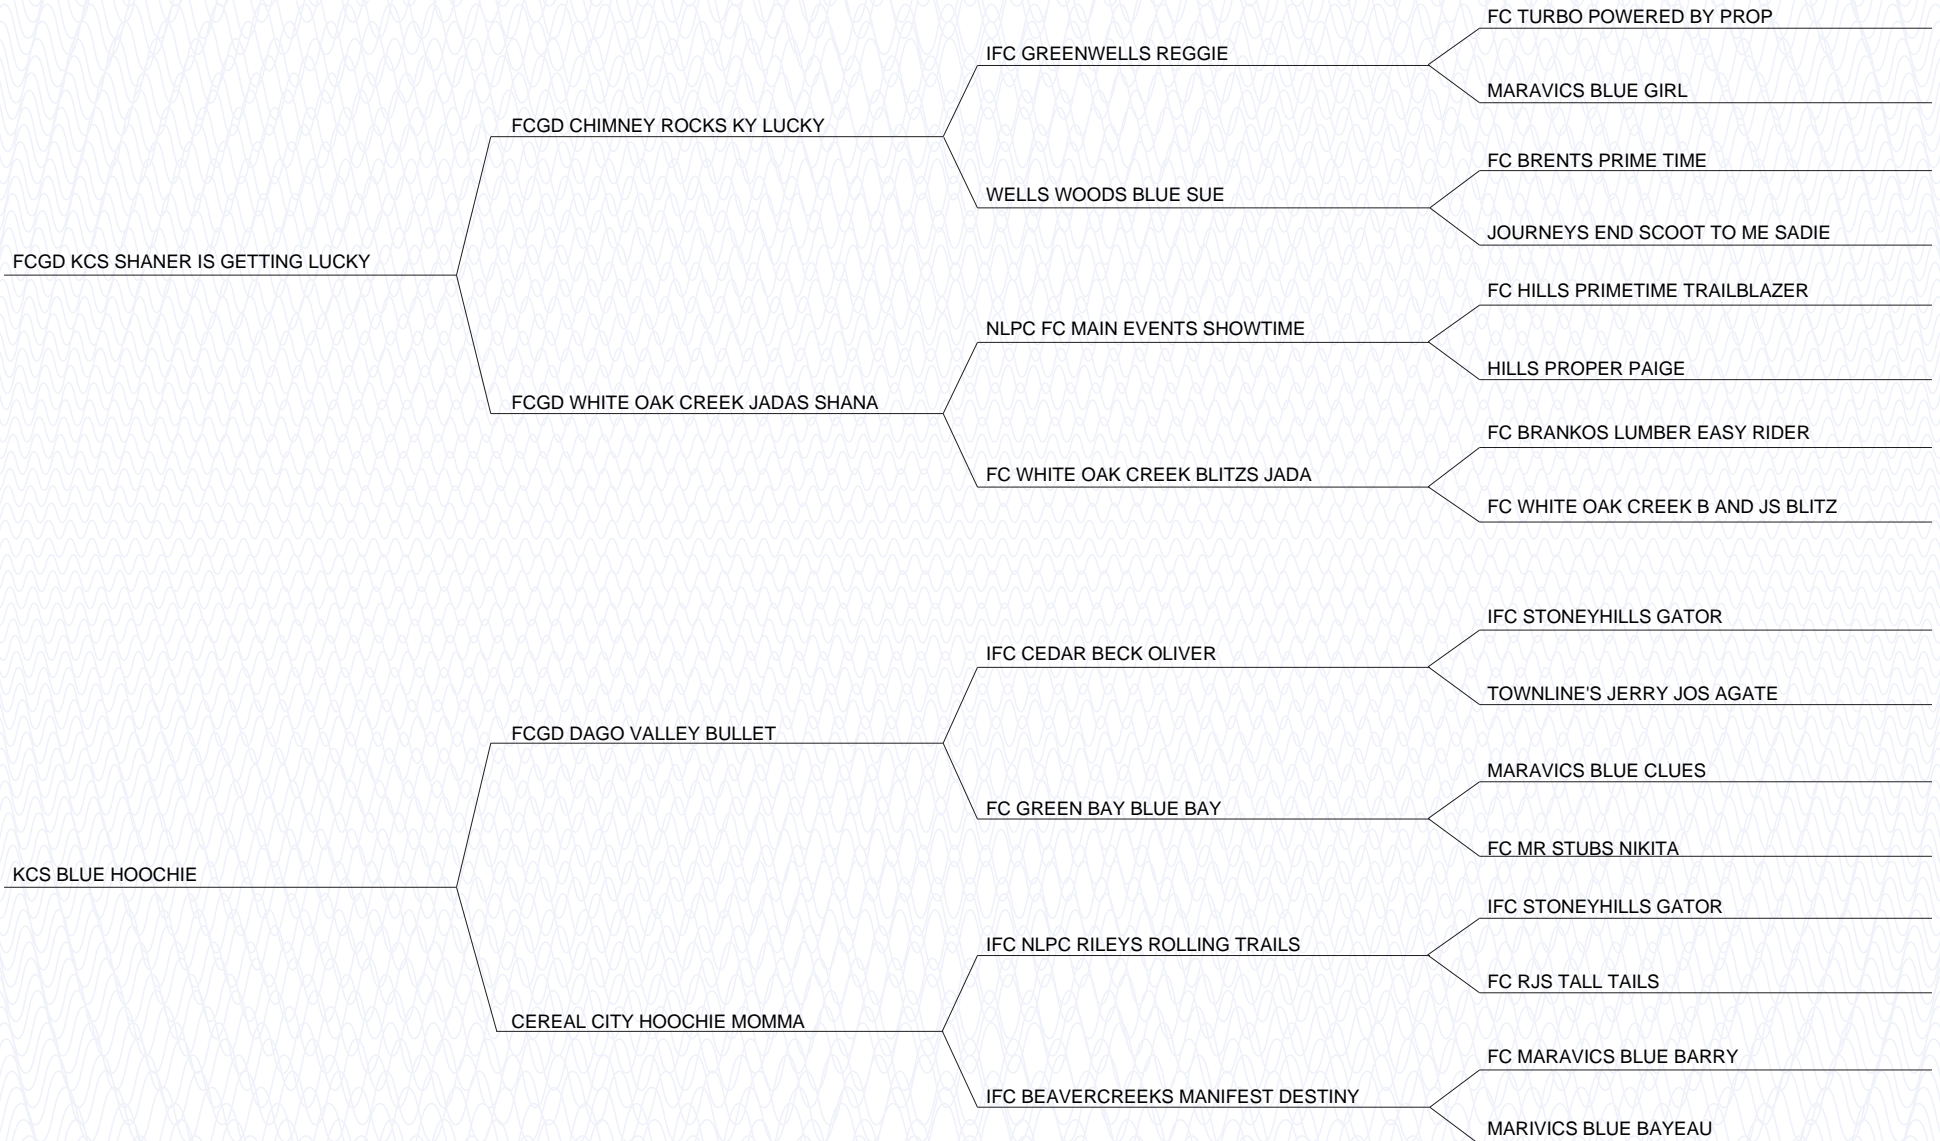 FC TURBO POWERED BY PROP
IFC GREENWELLS REGGIE
MARAVICS BLUE GIRL
FCGD CHIMNEY ROCKS KY LUCKY
FC BRENTS PRIME TIME
WELLS WOODS BLUE SUE
JOURNEYS END SCOOT TO ME SADIE
FCGD KCS SHANER IS GETTING LUCKY
FC HILLS PRIMETIME TRAILBLAZER
NLPC FC MAIN EVENTS SHOWTIME
HILLS PROPER PAIGE
FCGD WHITE OAK CREEK JADAS SHANA
FC BRANKOS LUMBER EASY RIDER
FC WHITE OAK CREEK BLITZS JADA
FC WHITE OAK CREEK B AND JS BLITZ
IFC STONEYHILLS GATOR
IFC CEDAR BECK OLIVER
TOWNLINE'S JERRY JOS AGATE
FCGD DAGO VALLEY BULLET
MARAVICS BLUE CLUES
FC GREEN BAY BLUE BAY
FC MR STUBS NIKITA
KCS BLUE HOOCHIE
IFC STONEYHILLS GATOR
IFC NLPC RILEYS ROLLING TRAILS
FC RJS TALL TAILS
CEREAL CITY HOOCHIE MOMMA
FC MARAVICS BLUE BARRY
IFC BEAVERCREEKS MANIFEST DESTINY
MARIVICS BLUE BAYEAU